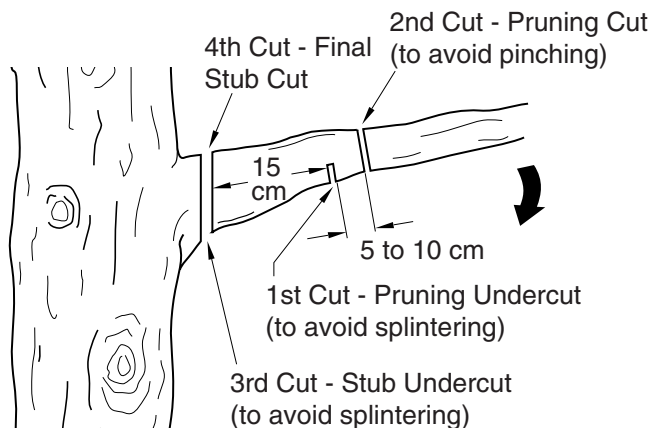 2nd Cut - Pruning Cut
(to avoid pinching)
4th Cut - Final
Stub Cut
15
cm
5 to 10 cm
1st Cut - Pruning Undercut
(to avoid splintering)
3rd Cut - Stub Undercut
(to avoid splintering)